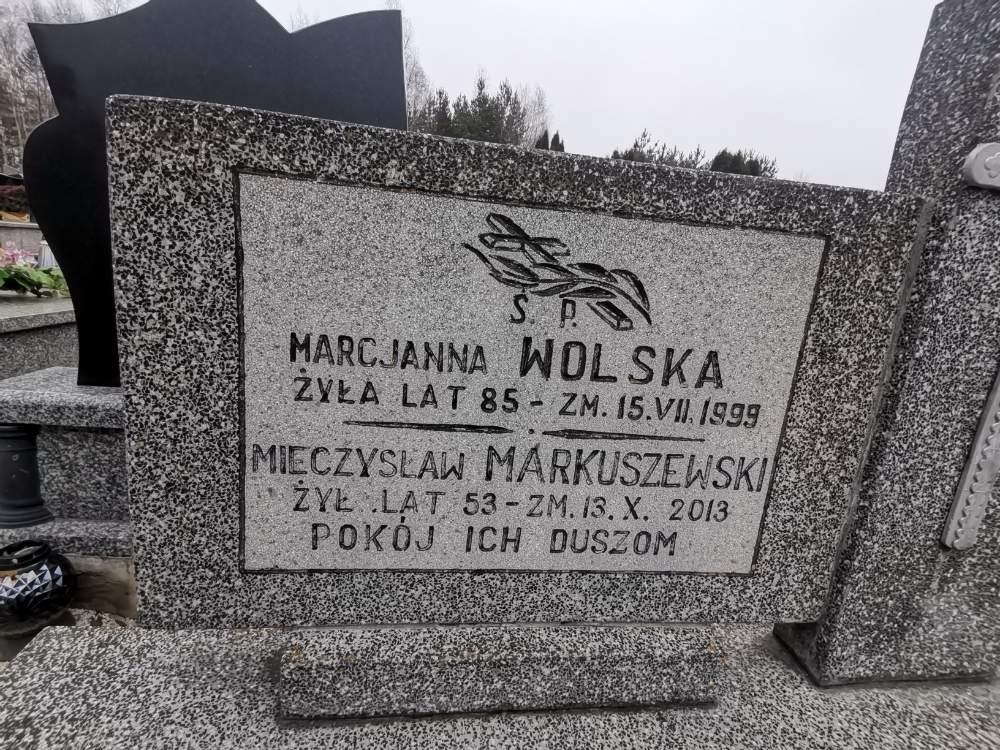 Ś. P.
MARCJANNA WOLSKA
ŻYŁA LAT 85 - ZM. 15.VII.1999
MIECZYSŁAW MARKUSZEWSKI
ŻYŁ LAT 53 - ZM. 13. X. 2013
POKÓJ ICH DUSZOM